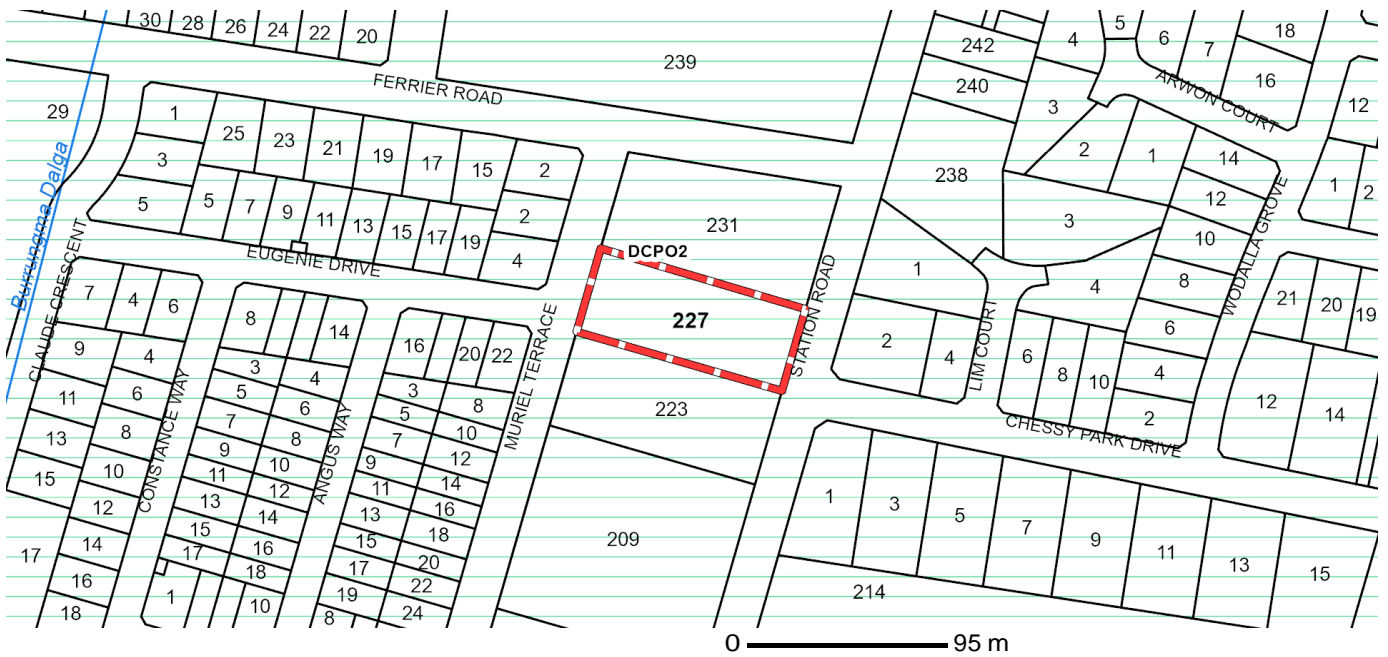 30 28 26 24 22 20
239
5 6 7 18
242 4
16
240 3
12
FERRIER ROAD
ARWON COURT
29 1
25 23 21 19 17 15 2
3
2 1 14
238
1 2
5 5 7 9 11 13 15 17 19
2
12
231 3
10
Burrungma Dalga
CLAUDE CRESCENT
EUGENIE DRIVE
4
DCPO2
WODALLA GROVE
1 4 8
7 4 6
21 20 19
8 14
227
STATION ROAD
LIM COURT
6
16 20 22
MURIEL TERRACE
2 4
9 4
3 4
6 8 10 4
11 6
5 6
3 8
CONSTANCE WAY
ANGUS WAY
223
12 14
2
CHESSY PARK DRIVE
13 8
7 8
5 10
7 12
15 10
9 10
9 14
11 12
11 16
12
13 14
13 18
1 3 5 7 9 11 13 15
209
14
15 16
15 20
17
17 18
17 22
16
19 24
18
1 10 8
214
0 95 m